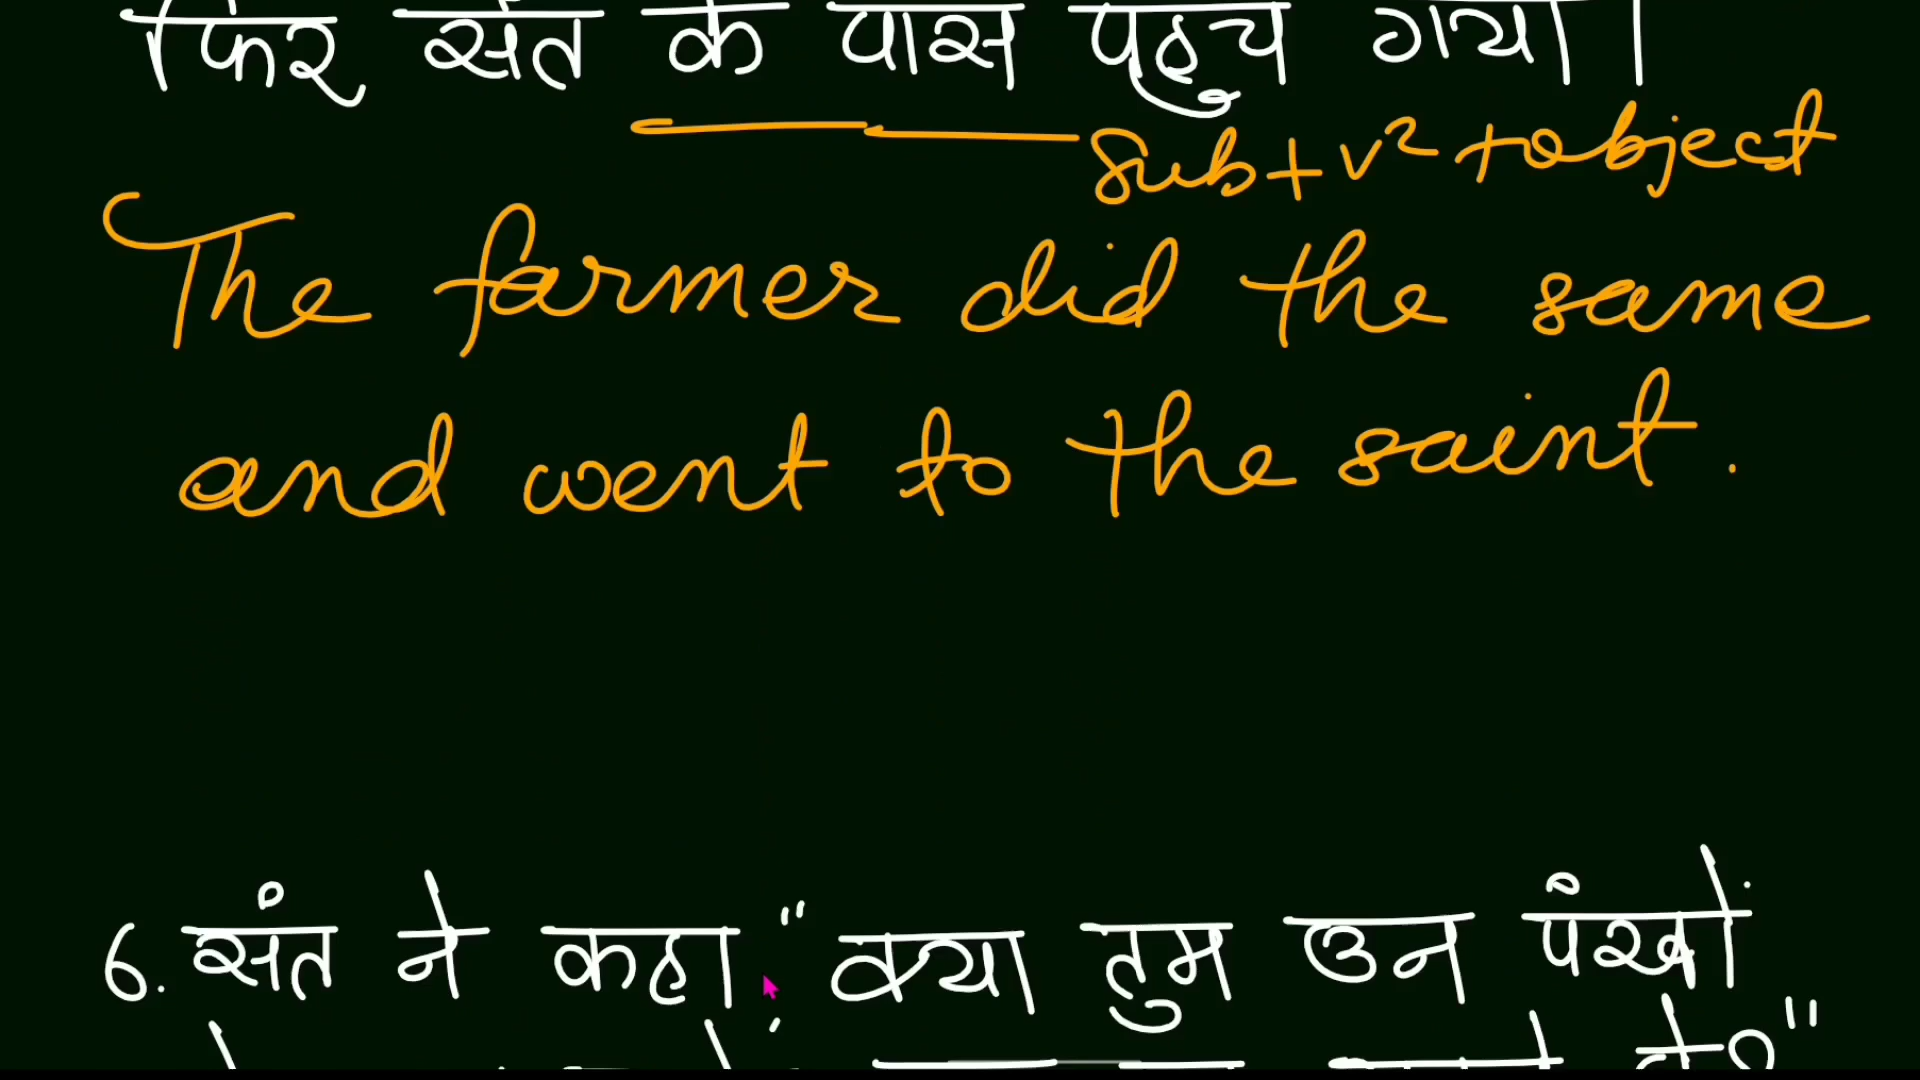 फिर संत के पास पहुच गया।
Sub + v² + object
The farmer did the same
and went to the saint.
6. संत ने कहा, "क्या तुम उन पंखों